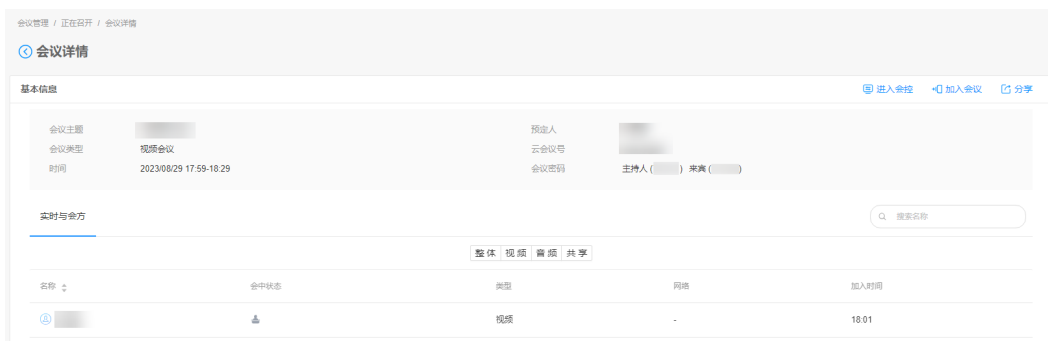 会议管理 / 正在召开 / 会议详情
会议详情
基本信息 进入会控 加入会议 分享
会议主题 预定人
会议类型 视频会议 云会议号
时间 2023/08/29 17:59-18:29 会议密码 主持人 ( ) 来宾 ( )
实时与会方 搜索名称
整体 视频 音频 共享
名称 会中状态 类型 网络 加入时间
视频 - 18:01